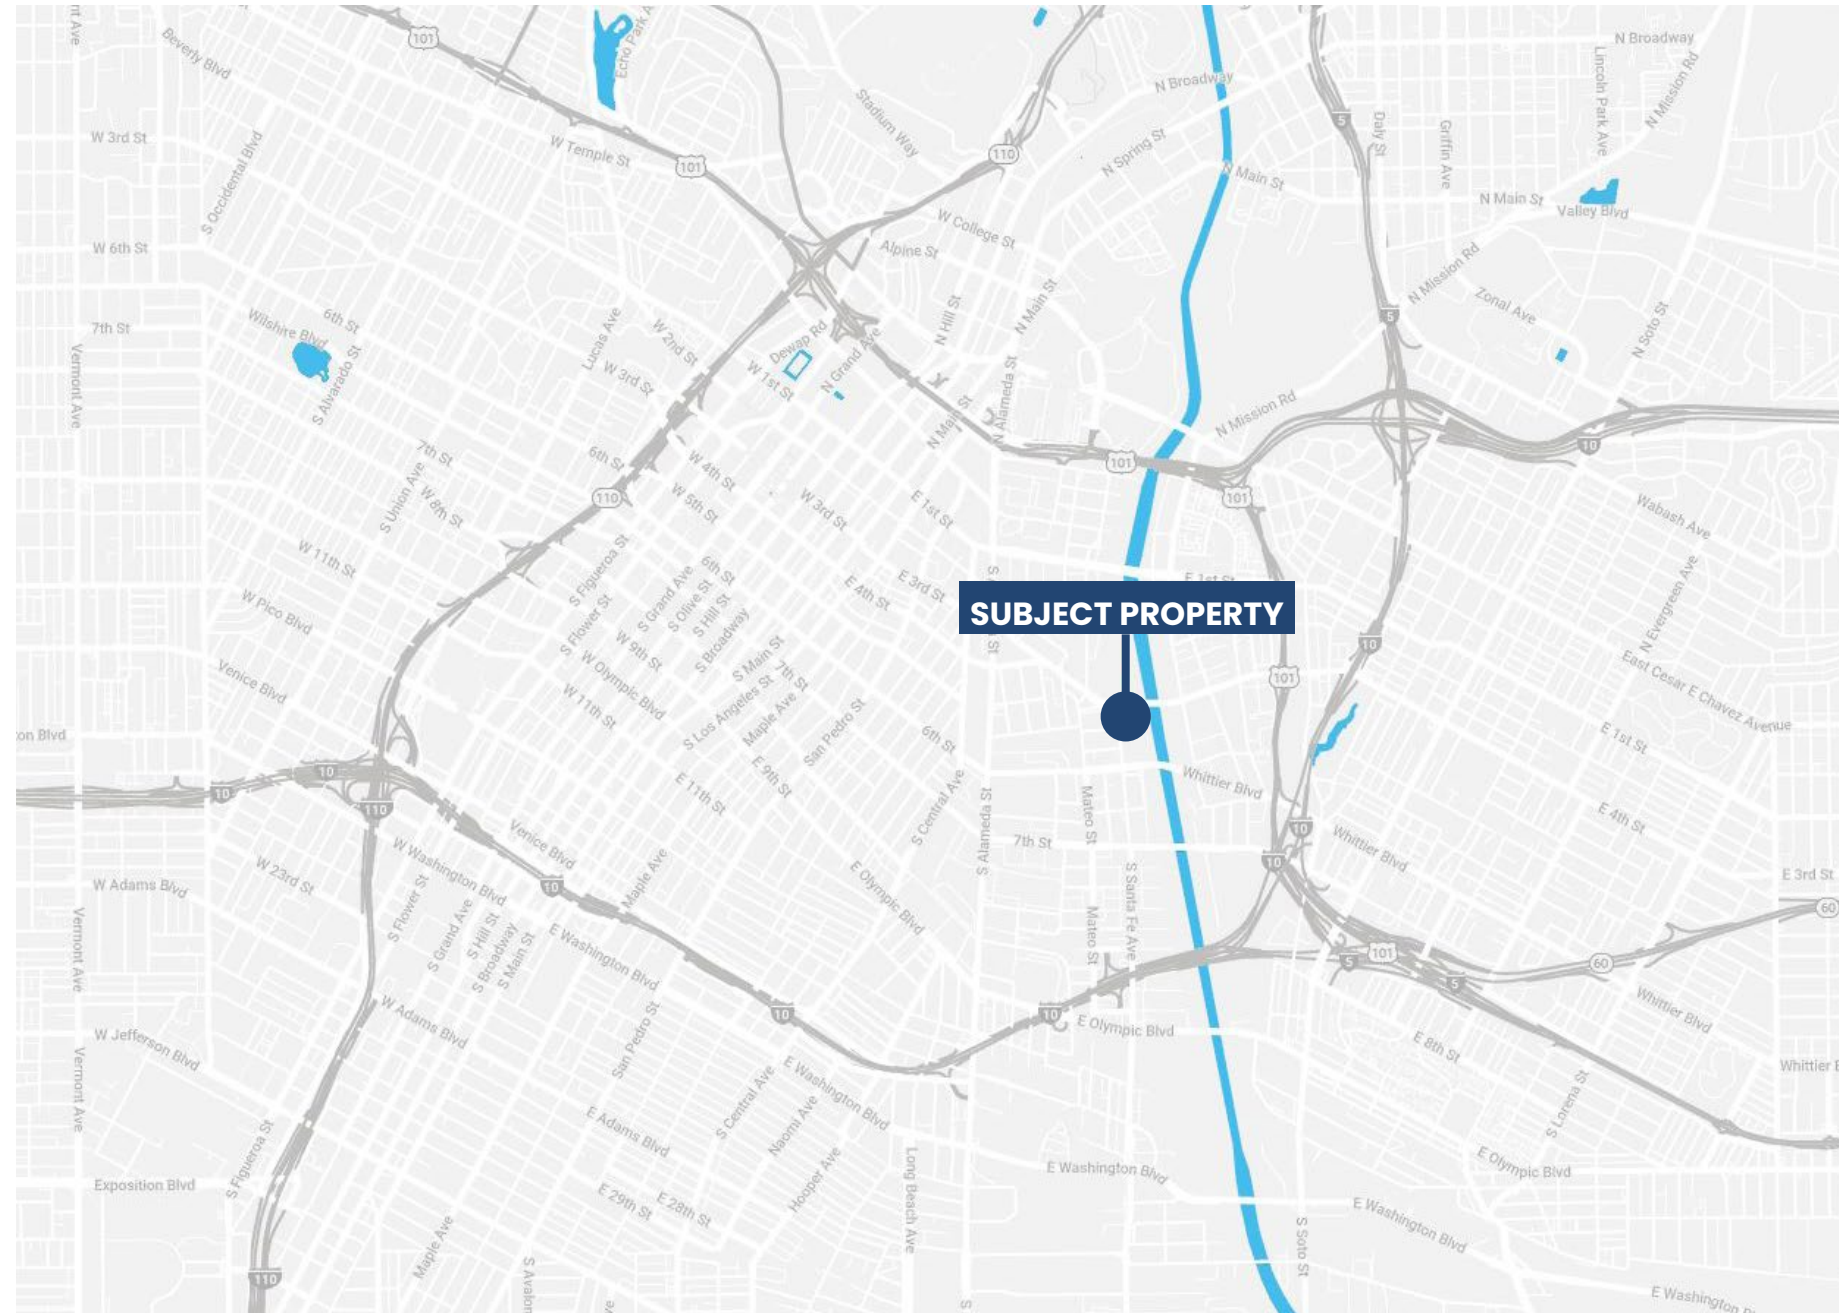 nt Ave
Beverly Blvd
101
Echo Park A
N Broadway
N Broadway
Lincoln Park Ave
N Mission Rd
Stadium Way
5
Daly St
Griffin Ave
W 3rd St
S Occidental Blvd
W Temple St
101
110
N Spring St
N Main St
N Main St
Valley Blvd
W College St
Alpine St
W 6th St
N Mission Rd
Zonal Ave
N Soto St
7th St
Wilshire Blvd
6th St
Lucas Ave
W 2nd St
Dewap Rd
N Grand Ave
N Hill St
N Main St
5
Vermont Ave
S Alvarado St
W 3rd St
W 1st St
N Main St
N Alameda St
N Mission Rd
10
7th St
6th St
W 4th St
101
101
S Union Ave
W 8th St
110
W 5th St
W 3rd St
E 1st St
Wabash Ave
W 11th St
S Figueroa St
6th St
E 4th St
E 3rd St
E 1st St
N Evergreen Ave
SUBJECT PROPERTY
W Pico Blvd
S Flower St
S Grand Ave
S Olive St
S Hill St
S Broadway
W 9th St
W Olympic Blvd
W 11th St
S Main St
7th St
S Los Angeles St
Maple Ave
San Pedro St
10
101
East Cesar E Chavez Avenue
Venice Blvd
on Blvd
E 1st St
6th St
E 9th St
E 11th St
S Central Ave
S Alameda St
Mateo St
Whittier Blvd
10
10
110
E 4th St
Venice Blvd
7th St
10
10
Whittier Blvd
W 23rd St
W Washington Blvd
10
Maple Ave
E Olympic Blvd
W Adams Blvd
E 3rd St
60
S Flower St
S Grand Ave
S Hill St
S Broadway
S Main St
E Washington Blvd
Mateo St
S Santa Fe Ave
Vermont Ave
101
5
5
60
W Adams Blvd
San Pedro St
10
10
E Olympic Blvd
Whittier Blvd
W Jefferson Blvd
E 8th St
Whittier
Vermont Ave
E Washington Blvd
S Central Ave
Naomi Ave
S Lorena St
E Adams Blvd
S Figueroa St
Hooper Ave
Long Beach Ave
E Washington Blvd
E Olympic Blvd
Exposition Blvd
E 29th St
E 28th St
E Washington Blvd
Maple Ave
S Soto St
110
S Avalon
E Washington